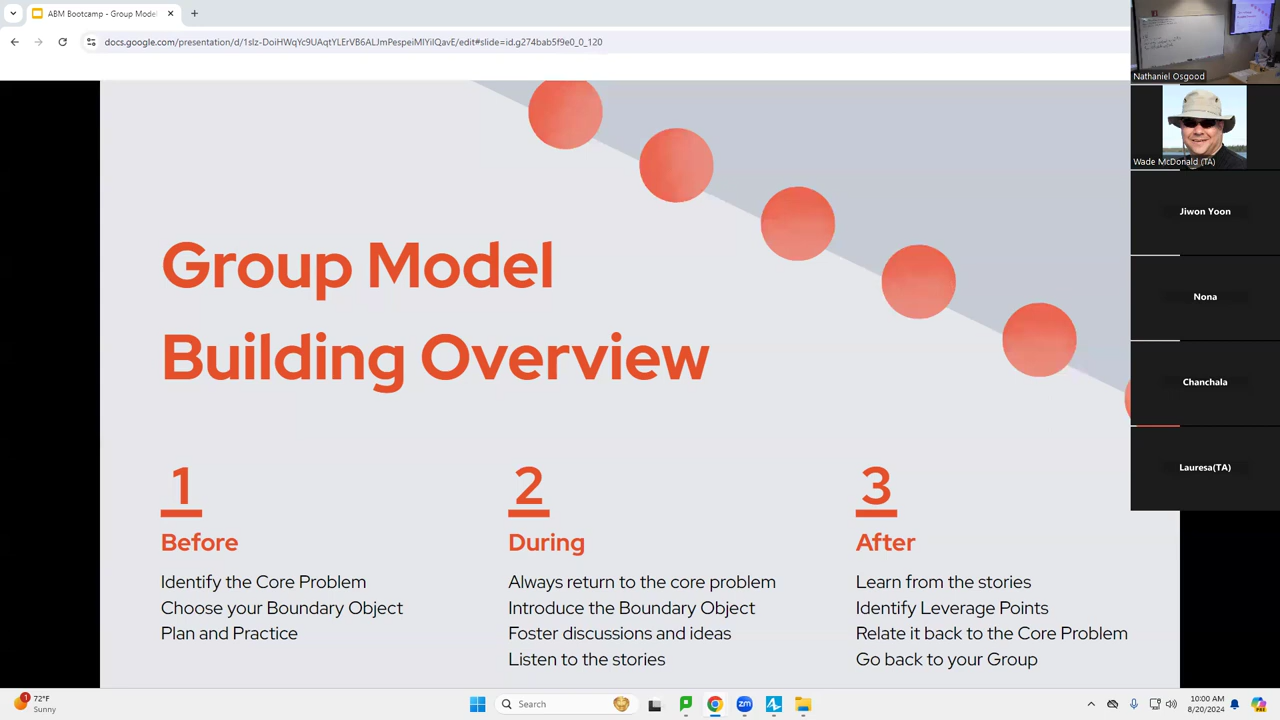 ABM Bootcamp - Group Model
docs.google.com/presentation/d/1slz-DoiHWqYc9UAqtYLErVB6ALJmPespeiMlYilQavE/edit#slide=id.g274bab5f9e0_0_120
Nathaniel Osgood
Wade McDonald (TA)
Jiwon Yoon
Nona
Chanchala
Lauresa(TA)
Group Model
Building Overview
1
Before
Identify the Core Problem
Choose your Boundary Object
Plan and Practice
2
During
Always return to the core problem
Introduce the Boundary Object
Foster discussions and ideas
Listen to the stories
3
After
Learn from the stories
Identify Leverage Points
Relate it back to the Core Problem
Go back to your Group
1
72°F
Sunny
Search
zm
10:00 AM
8/20/2024